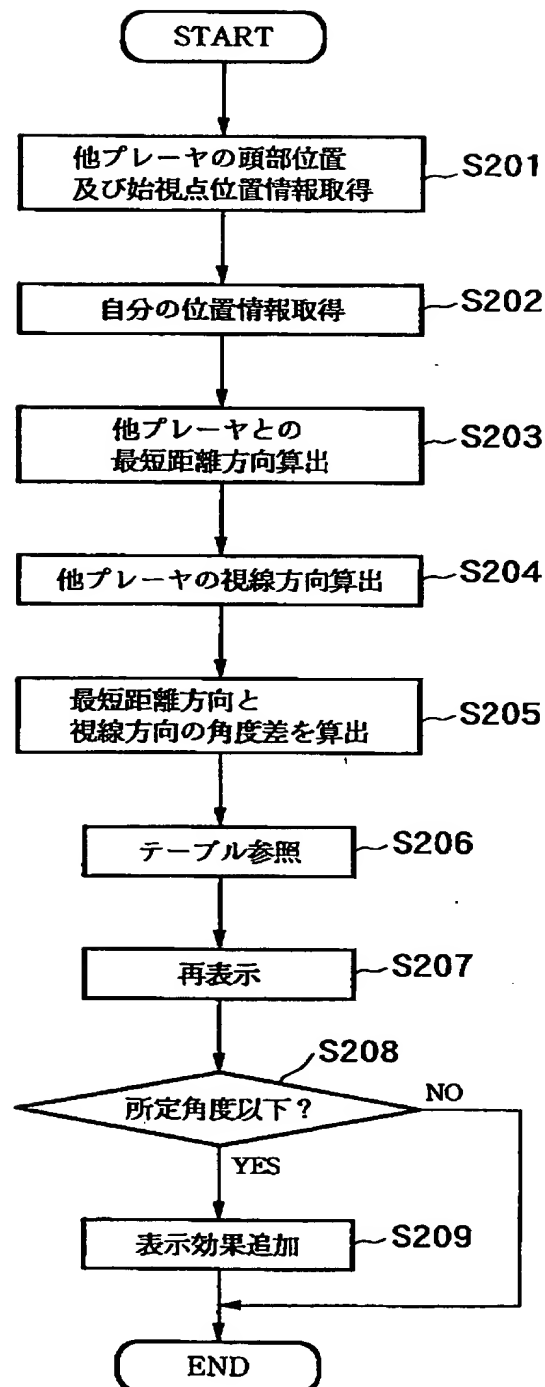 START
他プレーヤの頭部位置
及び始視点位置情報取得
S201
自分の位置情報取得
S202
他プレーヤとの
最短距離方向算出
S203
他プレーヤの視線方向算出
S204
最短距離方向と
視線方向の角度差を算出
S205
テーブル参照
S206
再表示
S207
S208
所定角度以下？
NO
YES
表示効果追加
S209
END